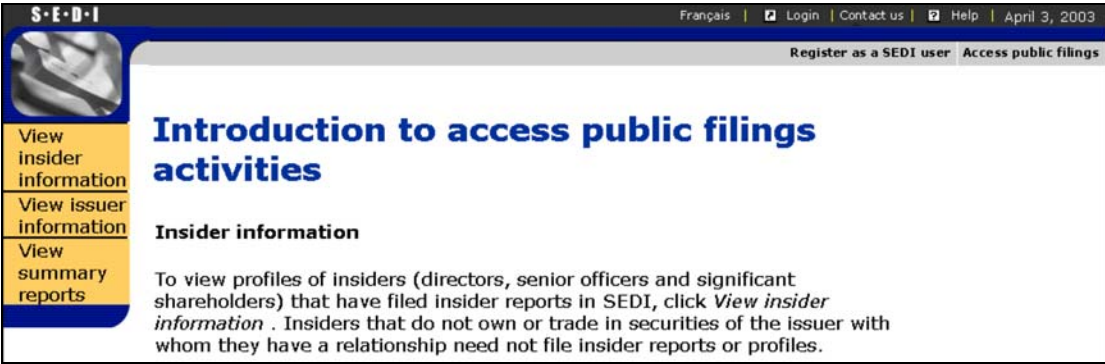 S•E•D•I
Français | Login | Contact us | Help | April 3, 2003
Register as a SEDI user Access public filings
View
insider
information
View issuer
information
View
summary
reports
Introduction to access public filings
activities
Insider information
To view profiles of insiders (directors, senior officers and significant
shareholders) that have filed insider reports in SEDI, click View insider
information . Insiders that do not own or trade in securities of the issuer with
whom they have a relationship need not file insider reports or profiles.